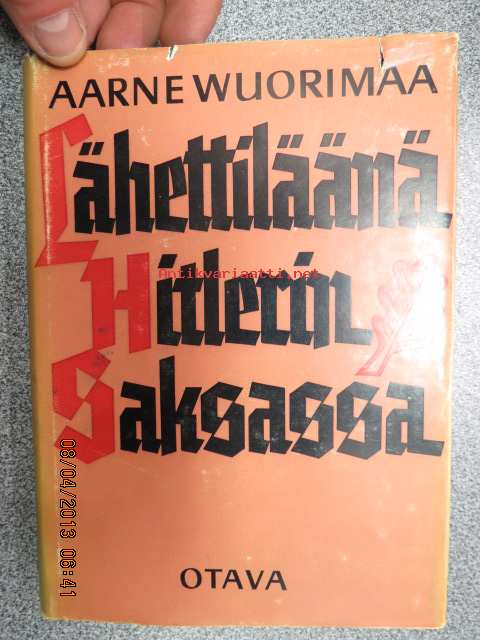 AARNE WUORIMAA
Lähettiläänä
Antikvariaatti.net
Hitlerin
Saksassa
OTAVA
08/04/2013 06:41